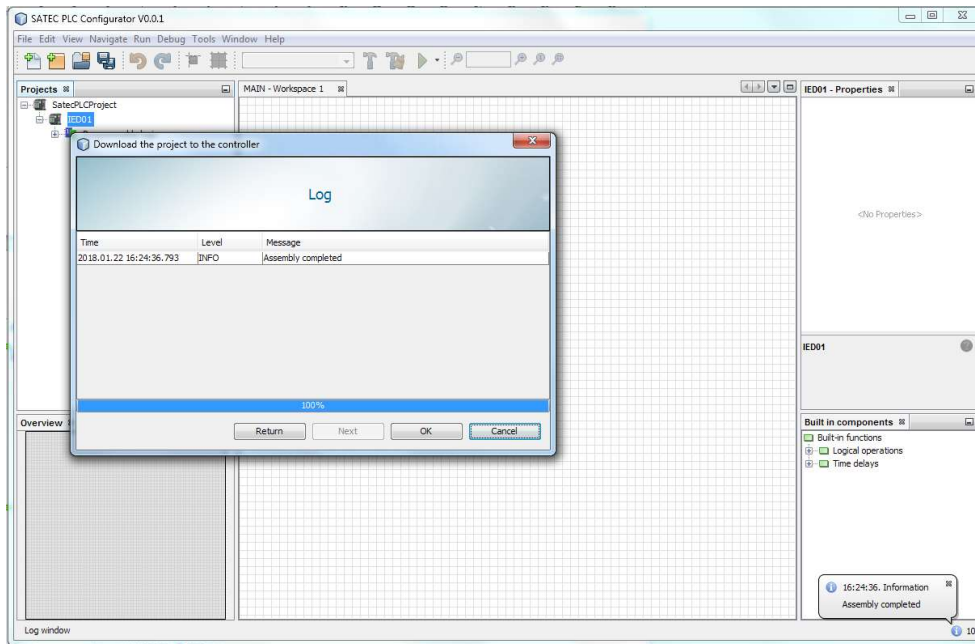 SATEC PLC Configurator V0.0.1
File Edit View Navigate Run Debug Tools Window Help
Projects
MAIN - Workspace 1
IED01 - Properties
SatecPLCProject
IED01
Download the project to the controller
Log
<No Properties>
Time Level Message
2018.01.22 16:24:36.793 INFO Assembly completed
IED01
100%
Return Next OK Cancel
Overview
Built in components
Built-in functions
Logical operations
Time delays
16:24:36. Information
Assembly completed
Log window
10